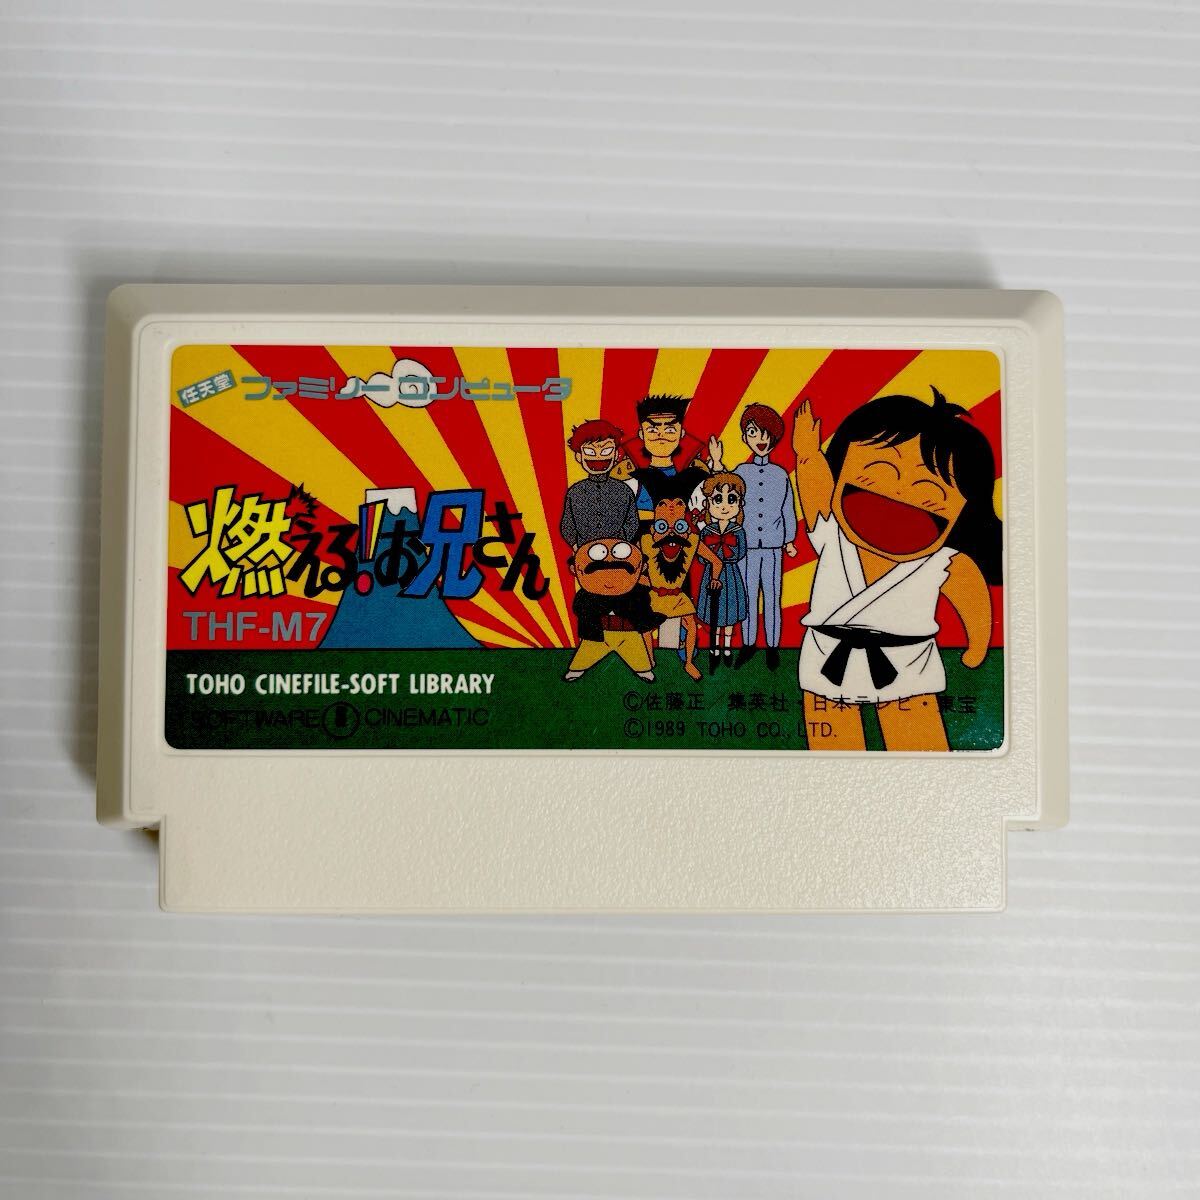 任天堂 ファミリーコンピュータ
燃える!お兄さん
THF-M7
TOHO CINEFILE-SOFT LIBRARY
SOFTWARE CINEMATIC
©佐藤正/集英社・日本テレビ・東宝
©1989 TOHO CO., LTD.